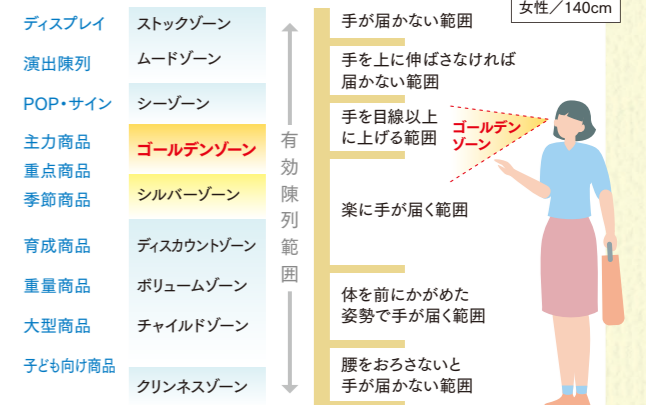 女性／140cm
ディスプレイ
演出陳列
POP・サイン
主力商品
重点商品
季節商品
育成商品
重量商品
大型商品
子ども向け商品
ストックゾーン
ムードゾーン
シーゾーン
ゴールデンゾーン
シルバーゾーン
ディスカウントゾーン
ボリュームゾーン
チャイルドゾーン
クリンネスゾーン
有効陳列範囲
手が届かない範囲
手を上に伸ばさなければ
届かない範囲
手を目線以上
に上げる範囲
楽に手が届く範囲
体を前にかがめた
姿勢で手が届く範囲
腰をおろさないと
手が届かない範囲
ゴールデン
ゾーン